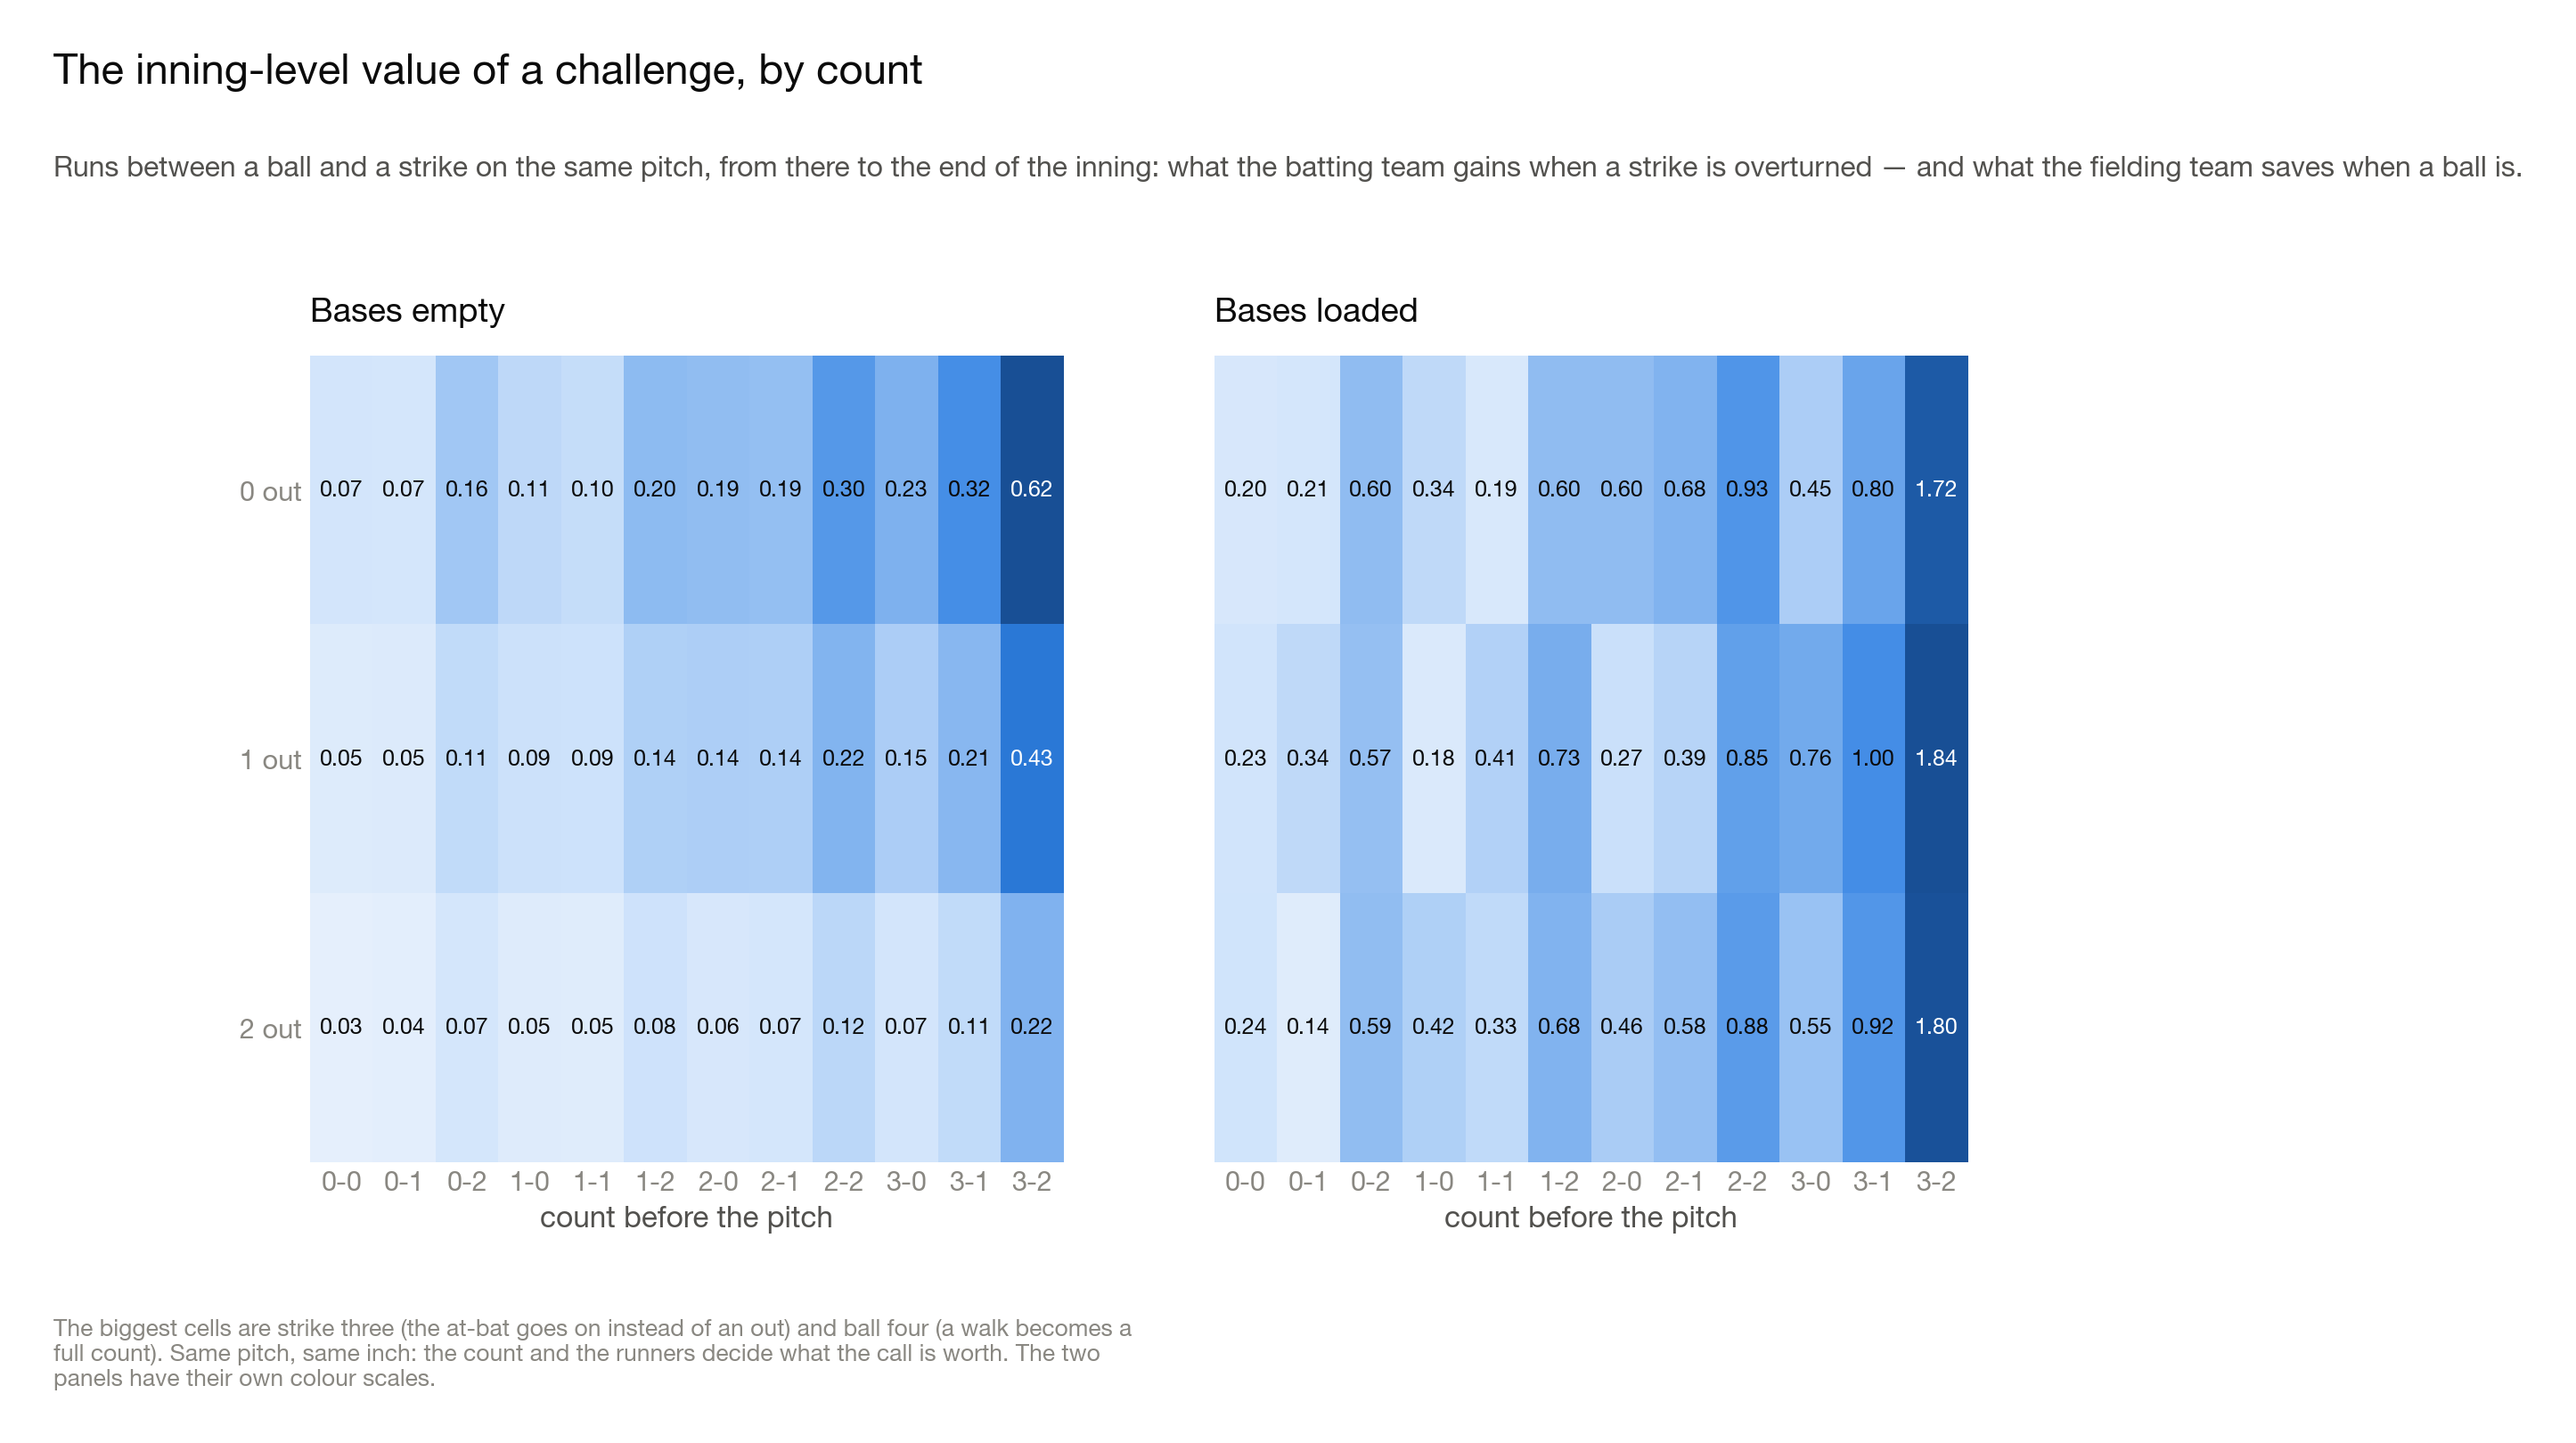 The inning-level value of a challenge, by count
Runs between a ball and a strike on the same pitch, from there to the end of the inning: what the batting team gains when a strike is overturned — and what the fielding team saves when a ball is.
Bases empty
0 out 0.07 0.07 0.16 0.11 0.10 0.20 0.19 0.19 0.30 0.23 0.32 0.62
1 out 0.05 0.05 0.11 0.09 0.09 0.14 0.14 0.14 0.22 0.15 0.21 0.43
2 out 0.03 0.04 0.07 0.05 0.05 0.08 0.06 0.07 0.12 0.07 0.11 0.22
0-0 0-1 0-2 1-0 1-1 1-2 2-0 2-1 2-2 3-0 3-1 3-2
count before the pitch
Bases loaded
0.20 0.21 0.60 0.34 0.19 0.60 0.60 0.68 0.93 0.45 0.80 1.72
0.23 0.34 0.57 0.18 0.41 0.73 0.27 0.39 0.85 0.76 1.00 1.84
0.24 0.14 0.59 0.42 0.33 0.68 0.46 0.58 0.88 0.55 0.92 1.80
0-0 0-1 0-2 1-0 1-1 1-2 2-0 2-1 2-2 3-0 3-1 3-2
count before the pitch
The biggest cells are strike three (the at-bat goes on instead of an out) and ball four (a walk becomes a
full count). Same pitch, same inch: the count and the runners decide what the call is worth. The two
panels have their own colour scales.